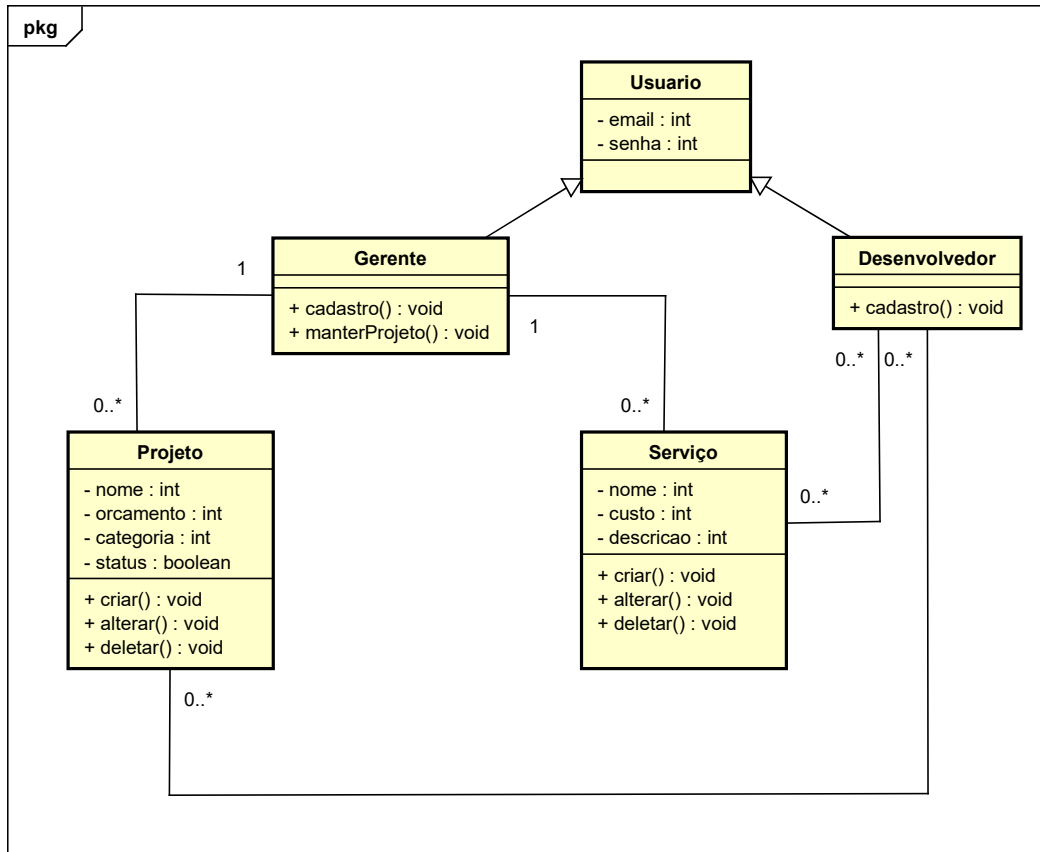 pkg
Usuario
- email : int
- senha : int
Gerente
+ cadastro() : void
+ manterProjeto() : void
Desenvolvedor
+ cadastro() : void
1
1
0..*
0..*
0..*
0..*
Projeto
- nome : int
- orcamento : int
- categoria : int
- status : boolean
+ criar() : void
+ alterar() : void
+ deletar() : void
Serviço
- nome : int
- custo : int
- descricao : int
+ criar() : void
+ alterar() : void
+ deletar() : void
0..*
0..*